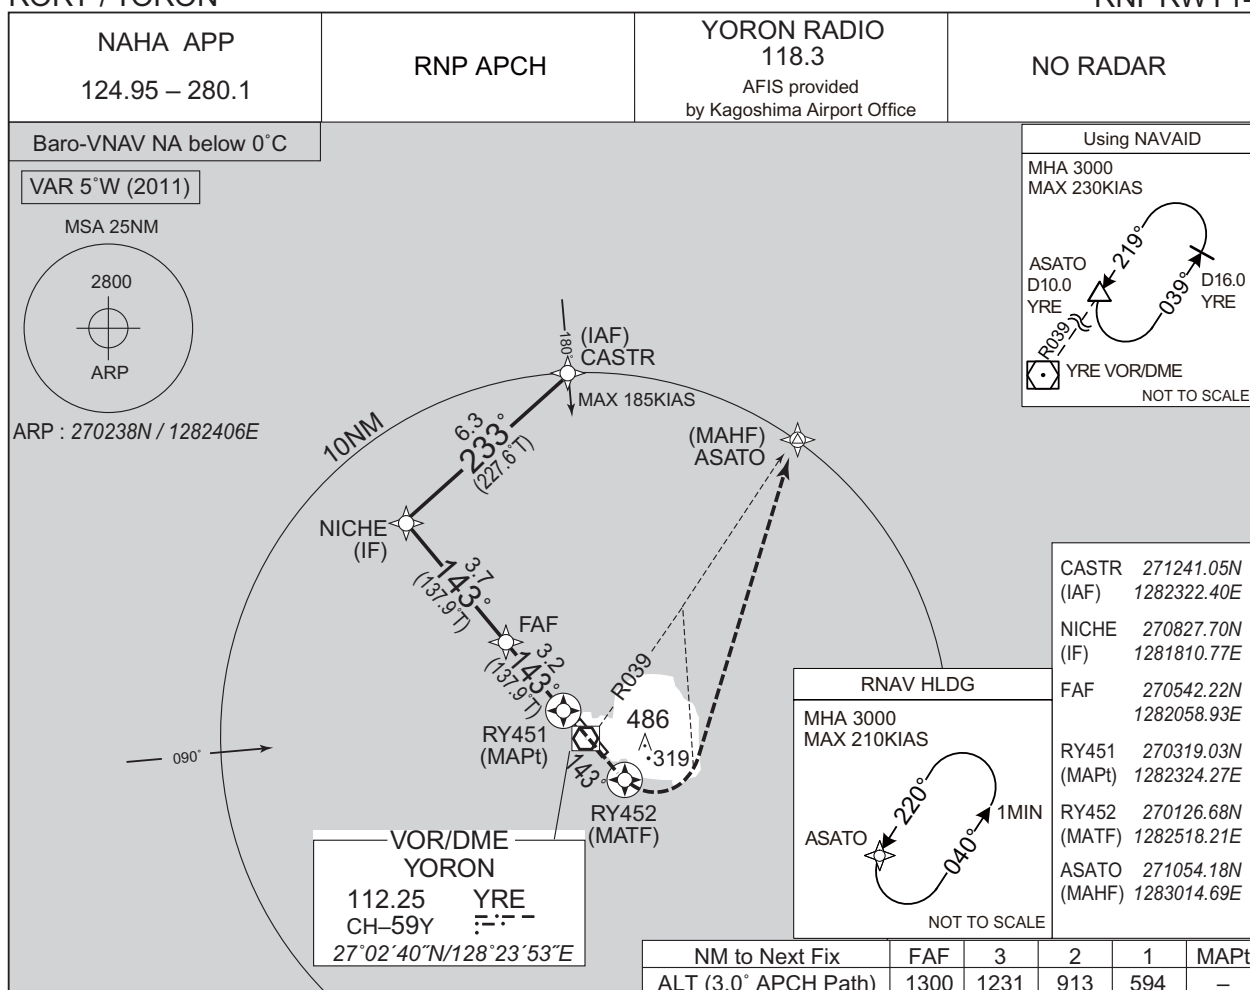 NAHA APP
124.95 – 280.1
RNP APCH
YORON RADIO
118.3
AFIS provided
by Kagoshima Airport Office
NO RADAR
Baro-VNAV NA below 0˚C
VAR 5˚W (2011)
MSA 25NM
2800
ARP
ARP : 270238N / 1282406E
Using NAVAID
MHA 3000
MAX 230KIAS
219°
039°
ASATO
D10.0
YRE
D16.0
YRE
R039
YRE VOR/DME
NOT TO SCALE
180°
(IAF)
CASTR
MAX 185KIAS
10NM
6.3
233°
(227.6˚T)
(MAHF)
ASATO
NICHE
(IF)
3.7
143°
(137.9˚T)
FAF
3.2
143°
(137.9˚T)
R039
486
319
RY451
(MAPt)
143°
RY452
(MATF)
090˚
VOR/DME
YORON
112.25 YRE
CH–59Y
27˚02´40˝N/128˚23´53˝E
CASTR 271241.05N
(IAF) 1282322.40E
NICHE 270827.70N
(IF) 1281810.77E
FAF 270542.22N
1282058.93E
RY451 270319.03N
(MAPt) 1282324.27E
RY452 270126.68N
(MATF) 1282518.21E
ASATO 271054.18N
(MAHF) 1283014.69E
RNAV HLDG
MHA 3000
MAX 210KIAS
220°
040°
1MIN
ASATO
NOT TO SCALE
NM to Next Fix FAF 3 2 1 MAPt
ALT (3.0˚ APCH Path) 1300 1231 913 594 –